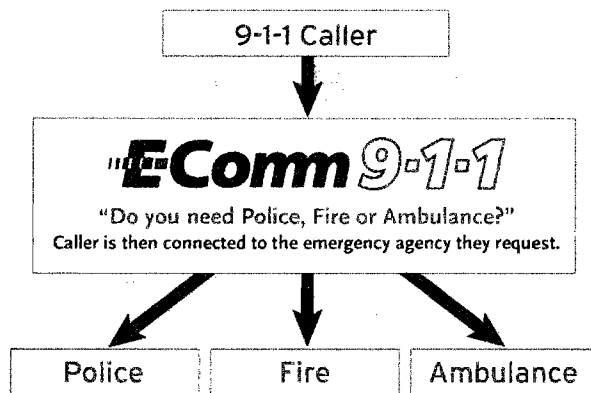 9-1-1 Caller
E-Comm 9-1-1
“Do you need Police, Fire or Ambulance?”
Caller is then connected to the emergency agency they request.
Police Fire Ambulance